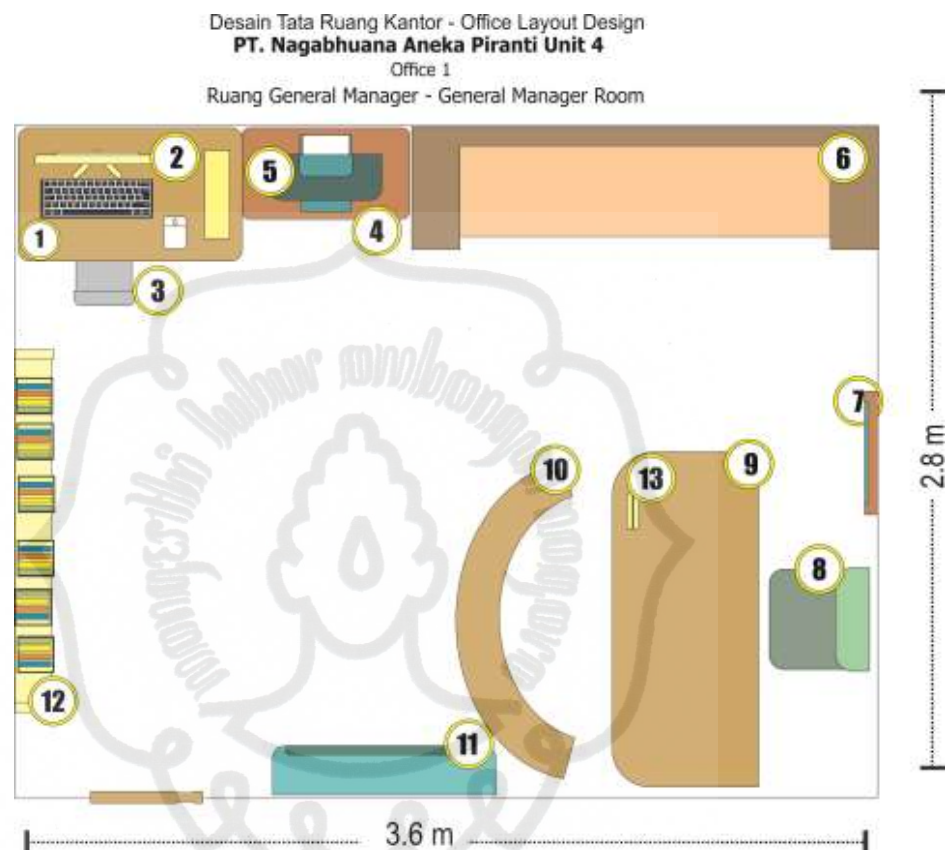 Desain Tata Ruang Kantor - Office Layout Design
PT. Nagabhuana Aneka Piranti Unit 4
Office 1
Ruang General Manager - General Manager Room
2
5
6
1
4
3
7
2.8 m
10
13
9
8
12
11
3.6 m